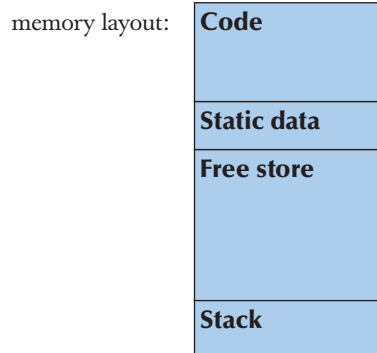 memory layout:
Code
Static data
Free store
Stack